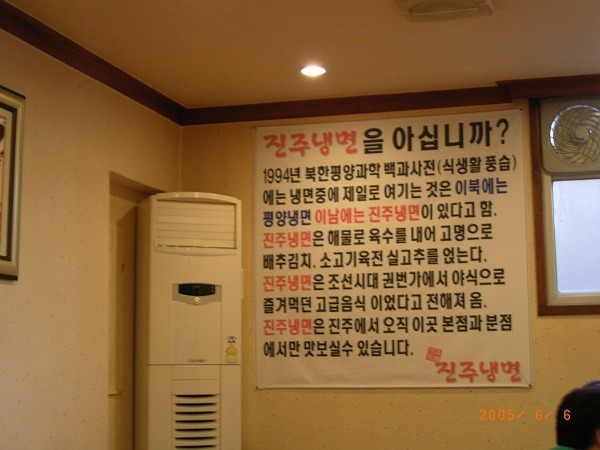 진주냉면을 아십니까?
1994년 북한평양과학 백과사전(식생활 풍습)
에는 냉면중에 제일로 여기는 것은 이북에는
평양냉면 이남에는 진주냉면이 있다고 함.
진주냉면은 해물로 육수를 내어 고명으로
배추김치. 소고기육전 실고추를 얹는다.
진주냉면은 조선시대 권번가에서 야식으로
즐겨먹던 고급음식 이었다고 전해져 옴.
진주냉면은 진주에서 오직 이곳 본점과 분점
에서만 맛보실수 있습니다.
진주냉면
Carrier
2005/ 6/ 6